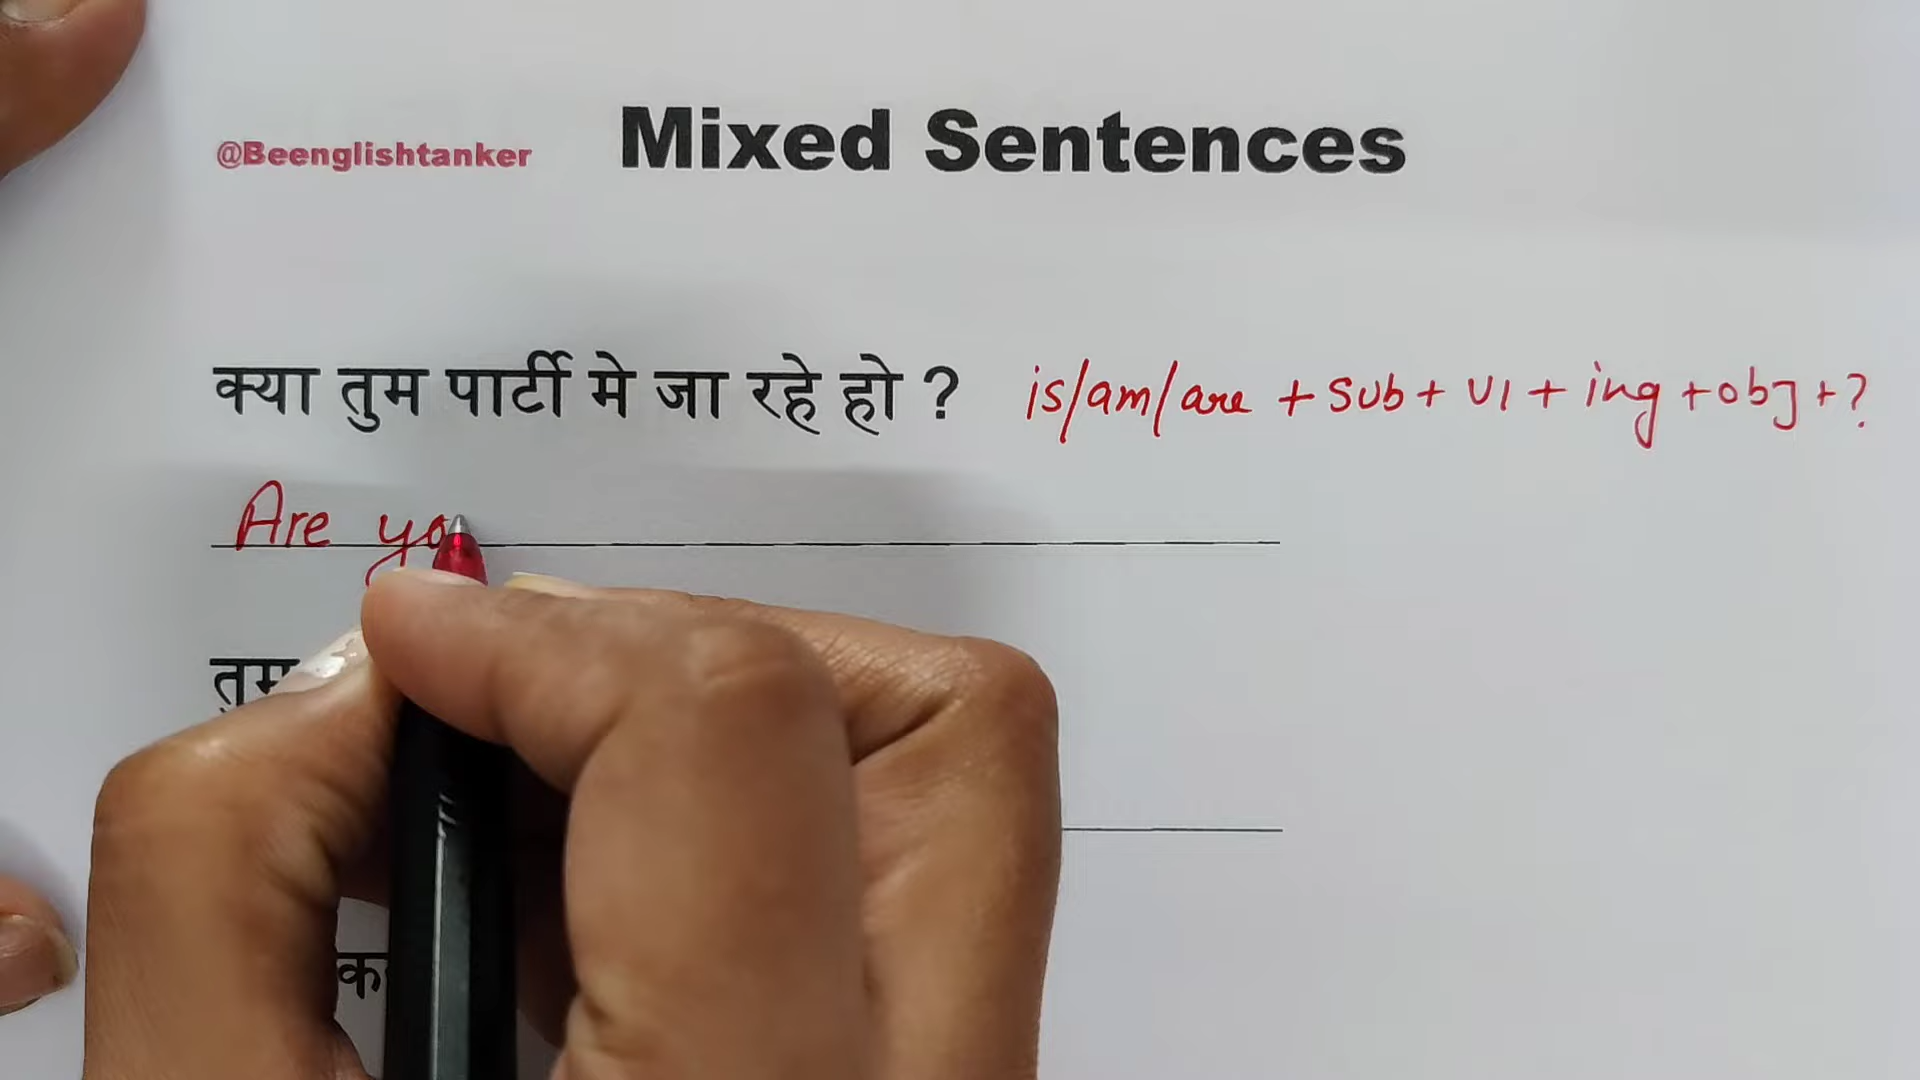 @Beenglishtanker Mixed Sentences
क्या तुम पार्टी मे जा रहे हो ? is/am/are + sub + v1 + ing + obj + ?
Are yo
तुम